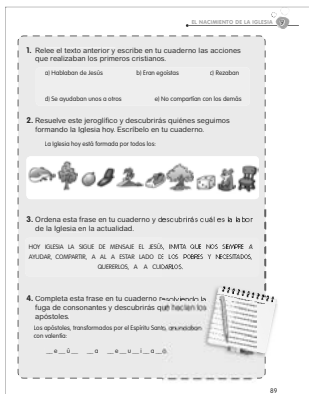 EL NACIMIENTO DE LA IGLESIA
1. Relee el texto anterior y escribe en tu cuaderno las acciones
que realizaban los primeros cristianos.
a) Hablaban de Jesús b) Eran egoístas c) Rezaban
d) Se ayudaban unos a otros e) No compartían con los demás
2. Resuelve este jeroglífico y descubrirás quiénes seguimos
formando la Iglesia hoy. Escríbelo en tu cuaderno.
La Iglesia hoy está formada por todos los:
3. Ordena esta frase en tu cuaderno y descubrirás cuál es la labor
de la Iglesia en la actualidad.
HOY IGLESIA LA SIGUE DE MENSAJE EL JESÚS, INVITA QUE NOS SIEMPRE A
AYUDAR, COMPARTIR, A AL A ESTAR LADO DE LOS POBRES Y NECESITADOS,
QUERERLOS, A A CUIDARLOS.
4. Completa esta frase en tu cuaderno resolviendo la
fuga de consonantes y descubrirás qué hacían los
apóstoles.
Los apóstoles, transformados por el Espíritu Santo, anunciaban
con valentía:
__e__ú__ __a __e__u__i__a__o
89